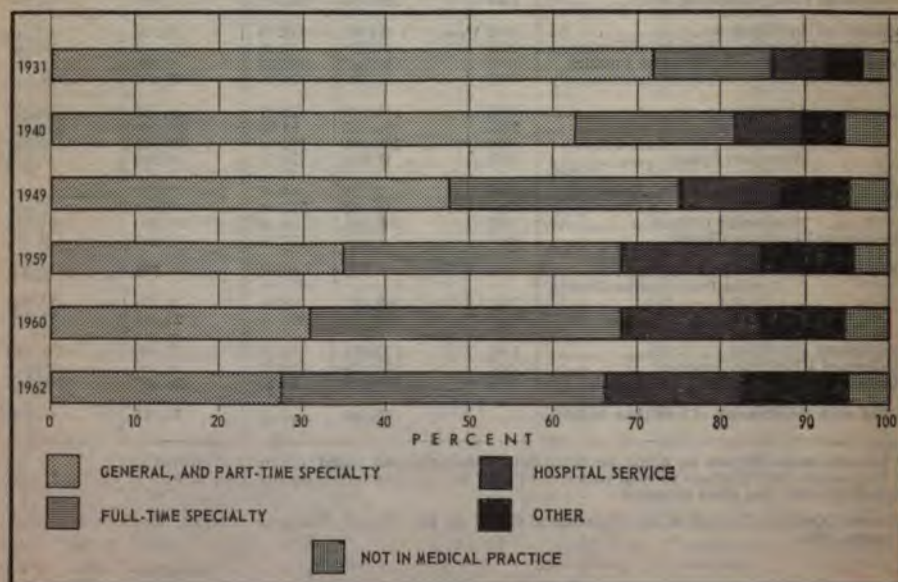 1931
1940
1949
1959
1960
1962
0 10 20 30 40 50 60 70 80 90 100
PERCENT
GENERAL, AND PART-TIME SPECIALTY
HOSPITAL SERVICE
FULL-TIME SPECIALTY
OTHER
NOT IN MEDICAL PRACTICE